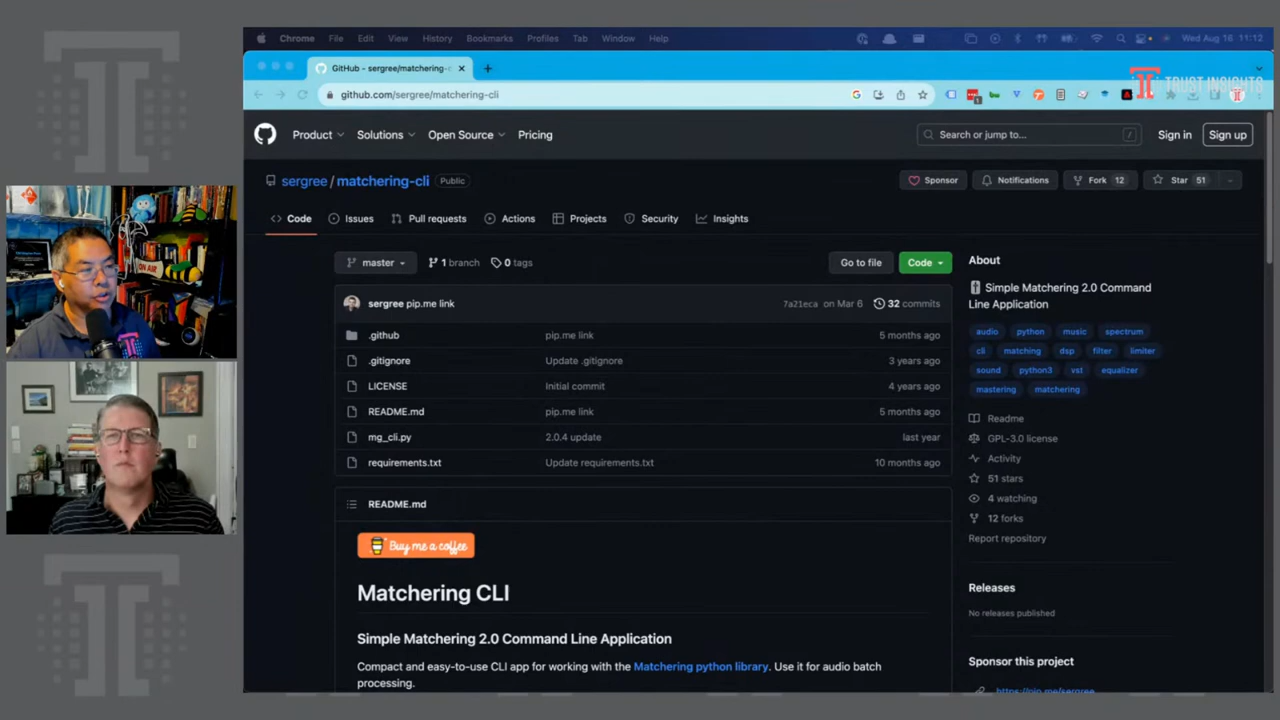 Chrome File Edit View History Bookmarks Profiles Tab Window Help Wed Aug 16 11:12
GitHub - sergree/matchering-c
TRUST INSIGHTS
github.com/sergree/matchering-cli
Product Solutions Open Source Pricing Search or jump to... / Sign in Sign up
sergree / matchering-cli Public Sponsor Notifications Fork 12 Star 51
Code Issues Pull requests Actions Projects Security Insights
master 1 branch 0 tags Go to file Code
sergree pip.me link 7a21eca on Mar 6 32 commits
.github pip.me link 5 months ago
.gitignore Update .gitignore 3 years ago
LICENSE Initial commit 4 years ago
README.md pip.me link 5 months ago
mg_cli.py 2.0.4 update last year
requirements.txt Update requirements.txt 10 months ago
README.md
Buy me a coffee
Matchering CLI
Simple Matchering 2.0 Command Line Application
Compact and easy-to-use CLI app for working with the Matchering python library. Use it for audio batch
processing.
About
Simple Matchering 2.0 Command
Line Application
audio python music spectrum
cli matching dsp filter limiter
sound python3 vst equalizer
mastering matchering
Readme
GPL-3.0 license
Activity
51 stars
4 watching
12 forks
Report repository
Releases
No releases published
Sponsor this project
https://pip.me/sergree
ON AIR